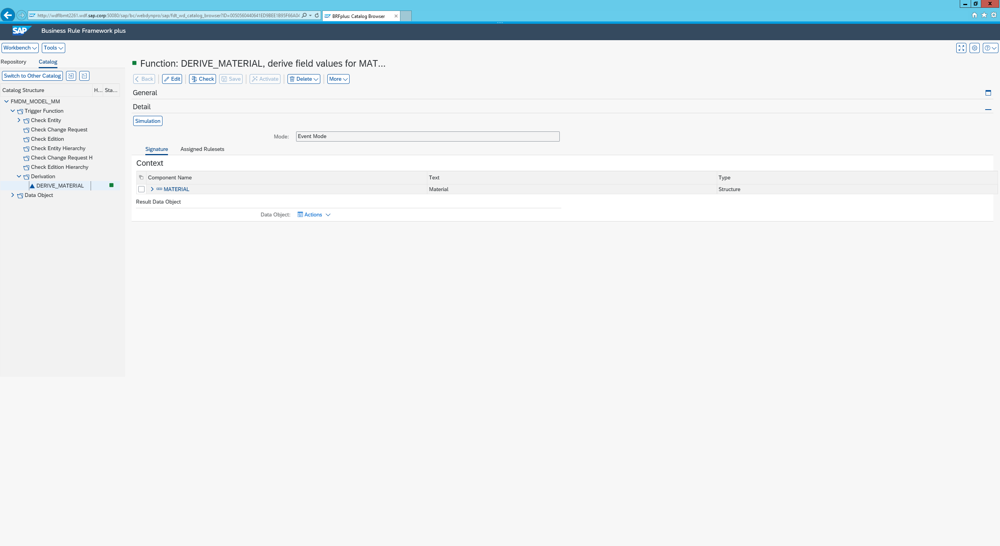 http://wdflbmt2261.wdf.sap.corp:50080/sap/bc/webdynpro/sap/fdt_wd_catalog_browser?ID=0050560440641ED9BEE1B95F66A04
BRFplus: Catalog Browser
SAP Business Rule Framework plus
Workbench Tools
Repository Catalog
Switch to Other Catalog
Catalog Structure H... Sta...
FMDM_MODEL_MM
Trigger Function
Check Entity
Check Change Request
Check Edition
Check Entity Hierarchy
Check Change Request H
Check Edition Hierarchy
Derivation
DERIVE_MATERIAL
Data Object
Function: DERIVE_MATERIAL, derive field values for MAT...
Back Edit Check Save Activate Delete More
General
Detail
Simulation
Mode: Event Mode
Signature Assigned Rulesets
Context
Component Name Text Type
MATERIAL Material Structure
Result Data Object
Data Object: Actions